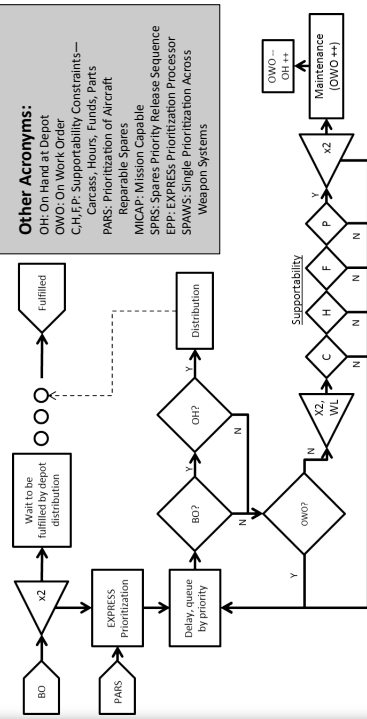 BO
x2
Wait to be
fulfilled by depot
distribution
Fulfilled
PARS
EXPRESS
Prioritization
Delay, queue
by priority
BO?
Y
OH?
Y
Distribution
N
N
OWO?
Y
N
X2,
WL
Supportability
C
H
F
P
Y
N
N
N
N
x2
Maintenance
(OWO ++)
OWO --
OH ++
Other Acronyms:
OH: On Hand at Depot
OWO: On Work Order
C,H,F,P: Supportability Constraints—
Carcass, Hours, Funds, Parts
PARS: Prioritization of Aircraft
Reparable Spares
MICAP: Mission Capable
SPRS: Spares Priority Release Sequence
EPP: EXPRESs Prioritization Processor
SPAWS: Single Prioritization Across
Weapon Systems